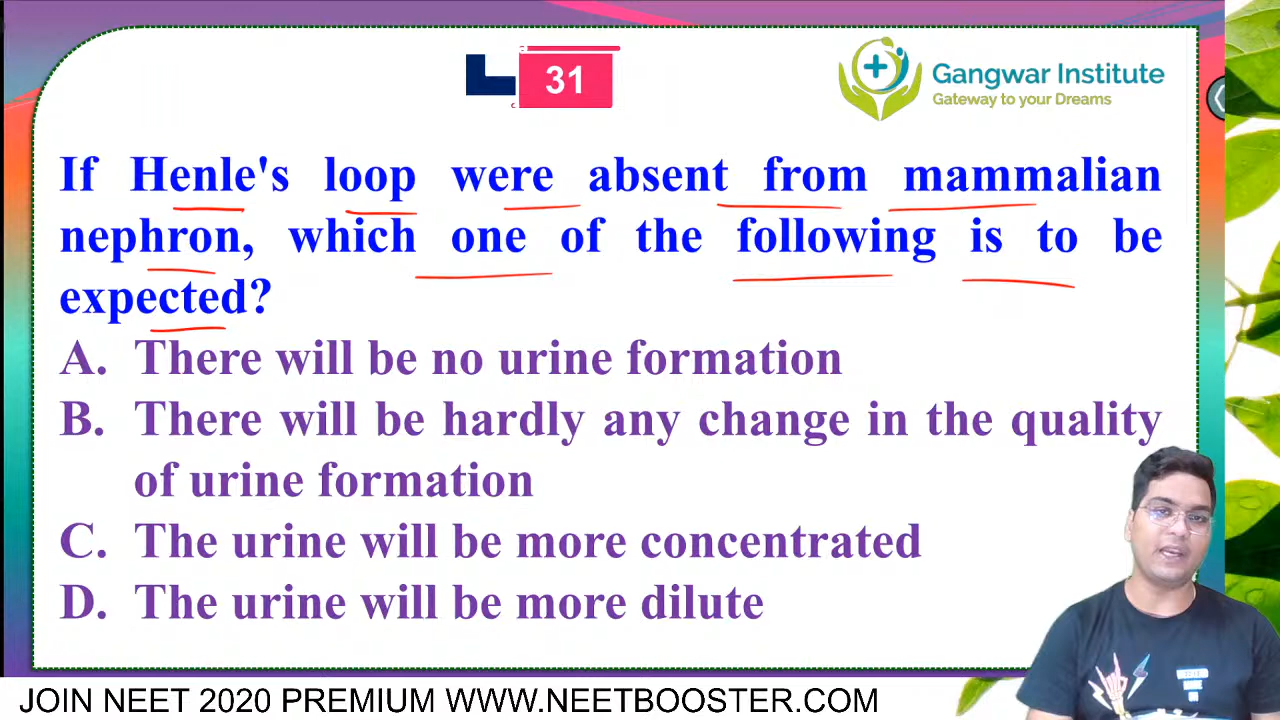 31
Gangwar Institute
Gateway to your Dreams
If Henle's loop were absent from mammalian
nephron, which one of the following is to be
expected?
A. There will be no urine formation
B. There will be hardly any change in the quality
of urine formation
C. The urine will be more concentrated
D. The urine will be more dilute
JOIN NEET 2020 PREMIUM WWW.NEETBOOSTER.COM